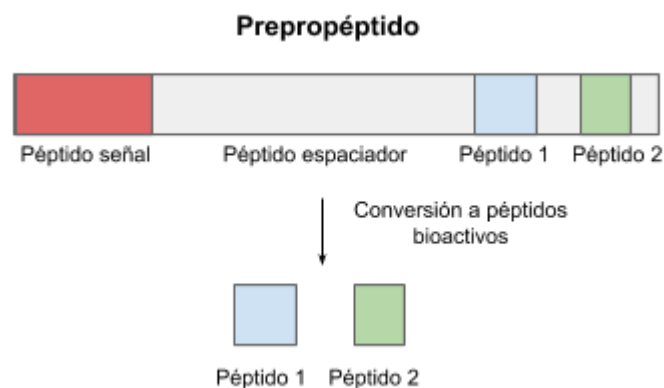 Prepropéptido
Péptido señal Péptido espaciador Péptido 1 Péptido 2
Conversión a péptidos
bioactivos
Péptido 1 Péptido 2